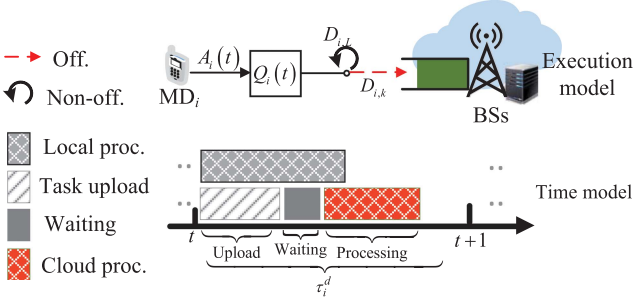 Off.
Non-off.
A_i(t)
Q_i(t)
D_{i,L}
D_{i,k}
MD_i
BSs
Execution
model
Local proc.
Task upload
Waiting
Cloud proc.
t
t+1
Time model
Upload
Waiting
Processing
τ_i^d